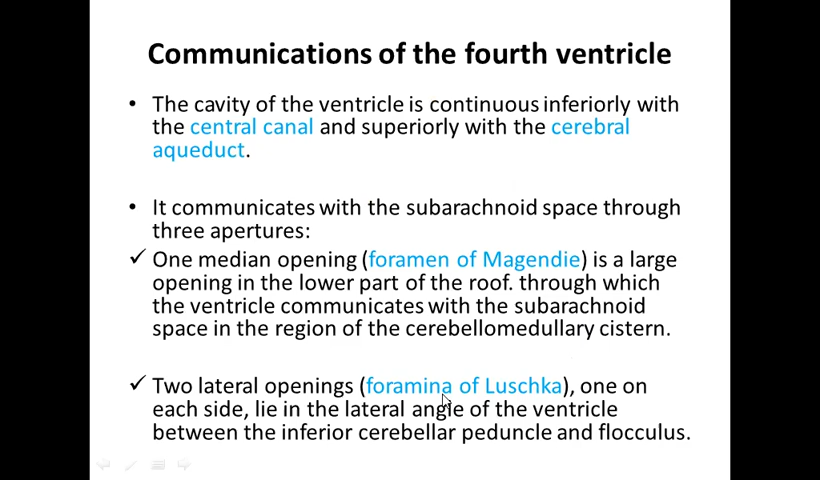 Communications of the fourth ventricle
• The cavity of the ventricle is continuous inferiorly with
the central canal and superiorly with the cerebral
aqueduct.
• It communicates with the subarachnoid space through
three apertures:
✓ One median opening (foramen of Magendie) is a large
opening in the lower part of the roof. through which
the ventricle communicates with the subarachnoid
space in the region of the cerebellomedullary cistern.
✓ Two lateral openings (foramina of Luschka), one on
each side, lie in the lateral angle of the ventricle
between the inferior cerebellar peduncle and flocculus.